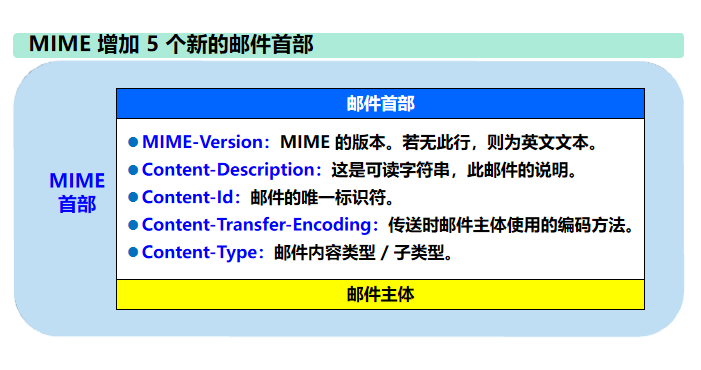 MIME 增加 5 个新的邮件首部
邮件首部
MIME
首部
●MIME-Version：MIME 的版本。若无此行，则为英文文本。
●Content-Description：这是可读字符串，此邮件的说明。
●Content-Id：邮件的唯一标识符。
●Content-Transfer-Encoding：传送时邮件主体使用的编码方法。
●Content-Type：邮件内容类型 / 子类型。
邮件主体